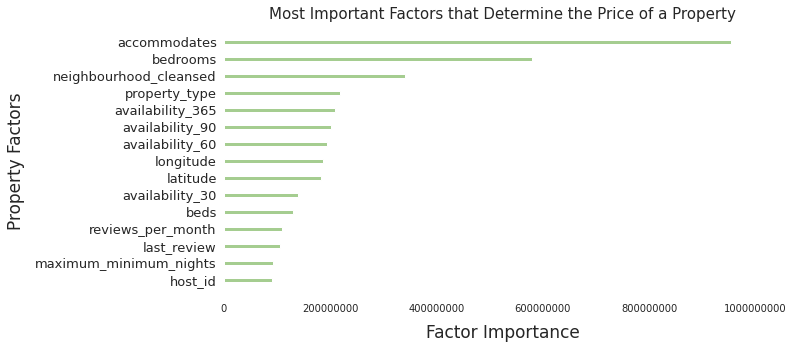 Most Important Factors that Determine the Price of a Property
Property Factors
accommodates
bedrooms
neighbourhood_cleansed
property_type
availability_365
availability_90
availability_60
longitude
latitude
availability_30
beds
reviews_per_month
last_review
maximum_minimum_nights
host_id
0 200000000 400000000 600000000 800000000 1000000000
Factor Importance